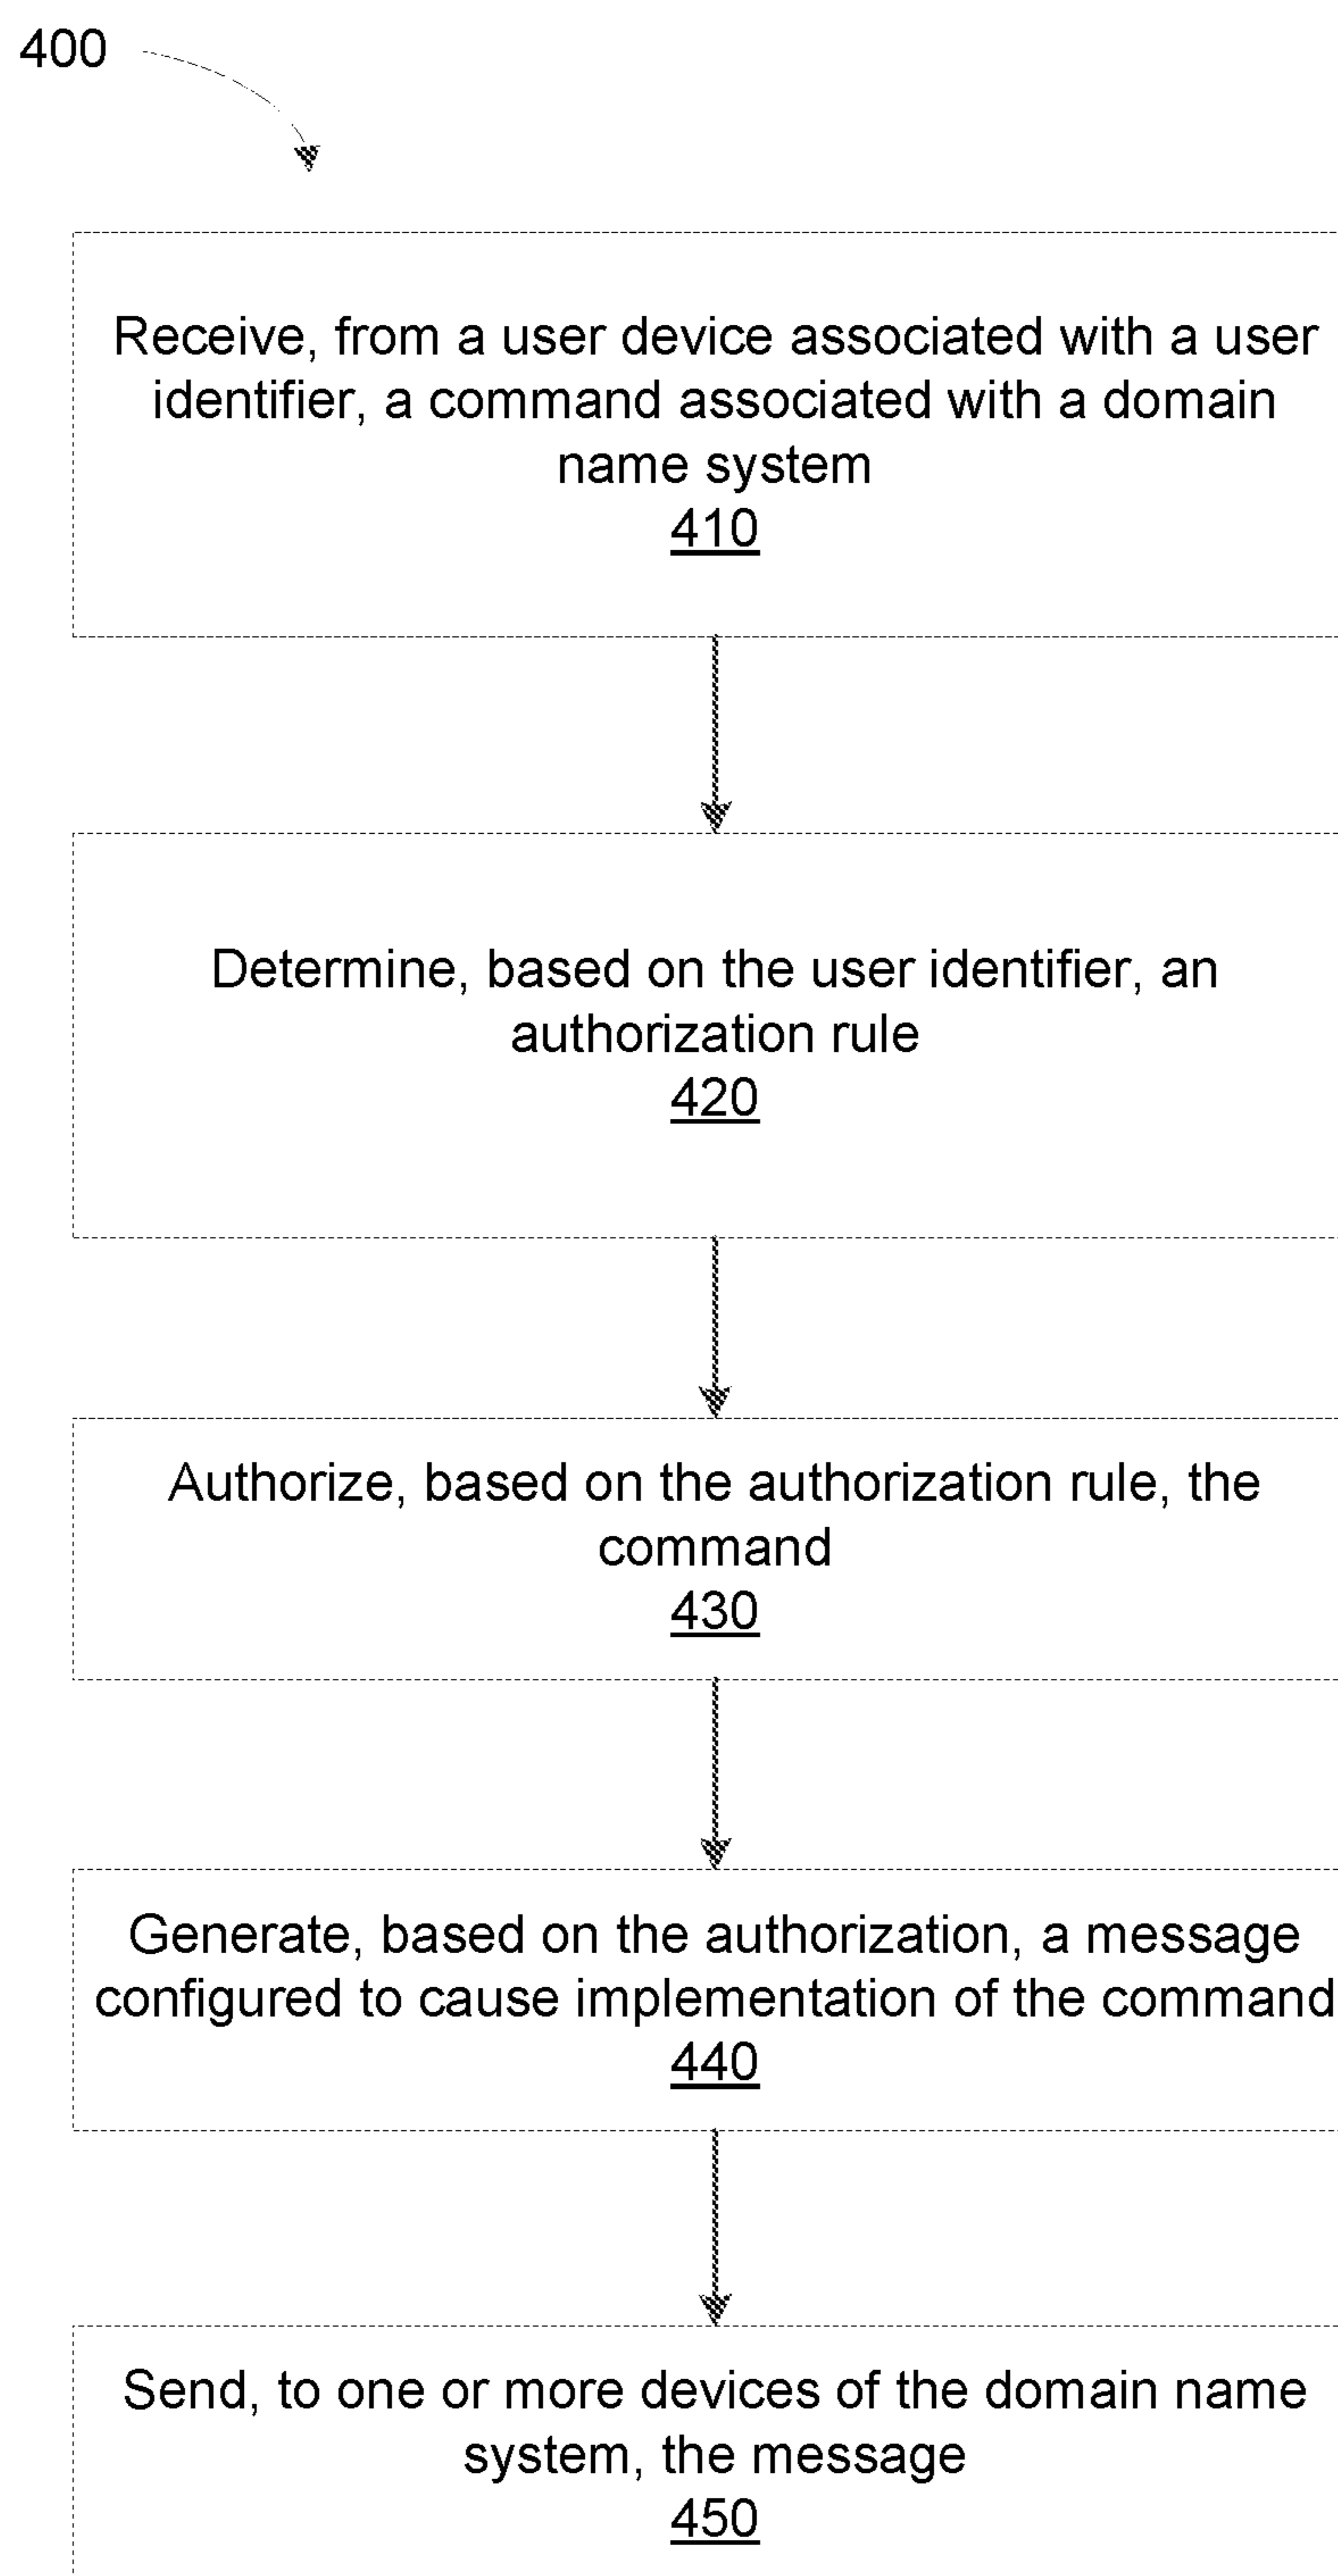 400
Receive, from a user device associated with a user
identifier, a command associated with a domain
name system
410
Determine, based on the user identifier, an
authorization rule
420
Authorize, based on the authorization rule, the
command
430
Generate, based on the authorization, a message
configured to cause implementation of the command
440
Send, to one or more devices of the domain name
system, the message
450